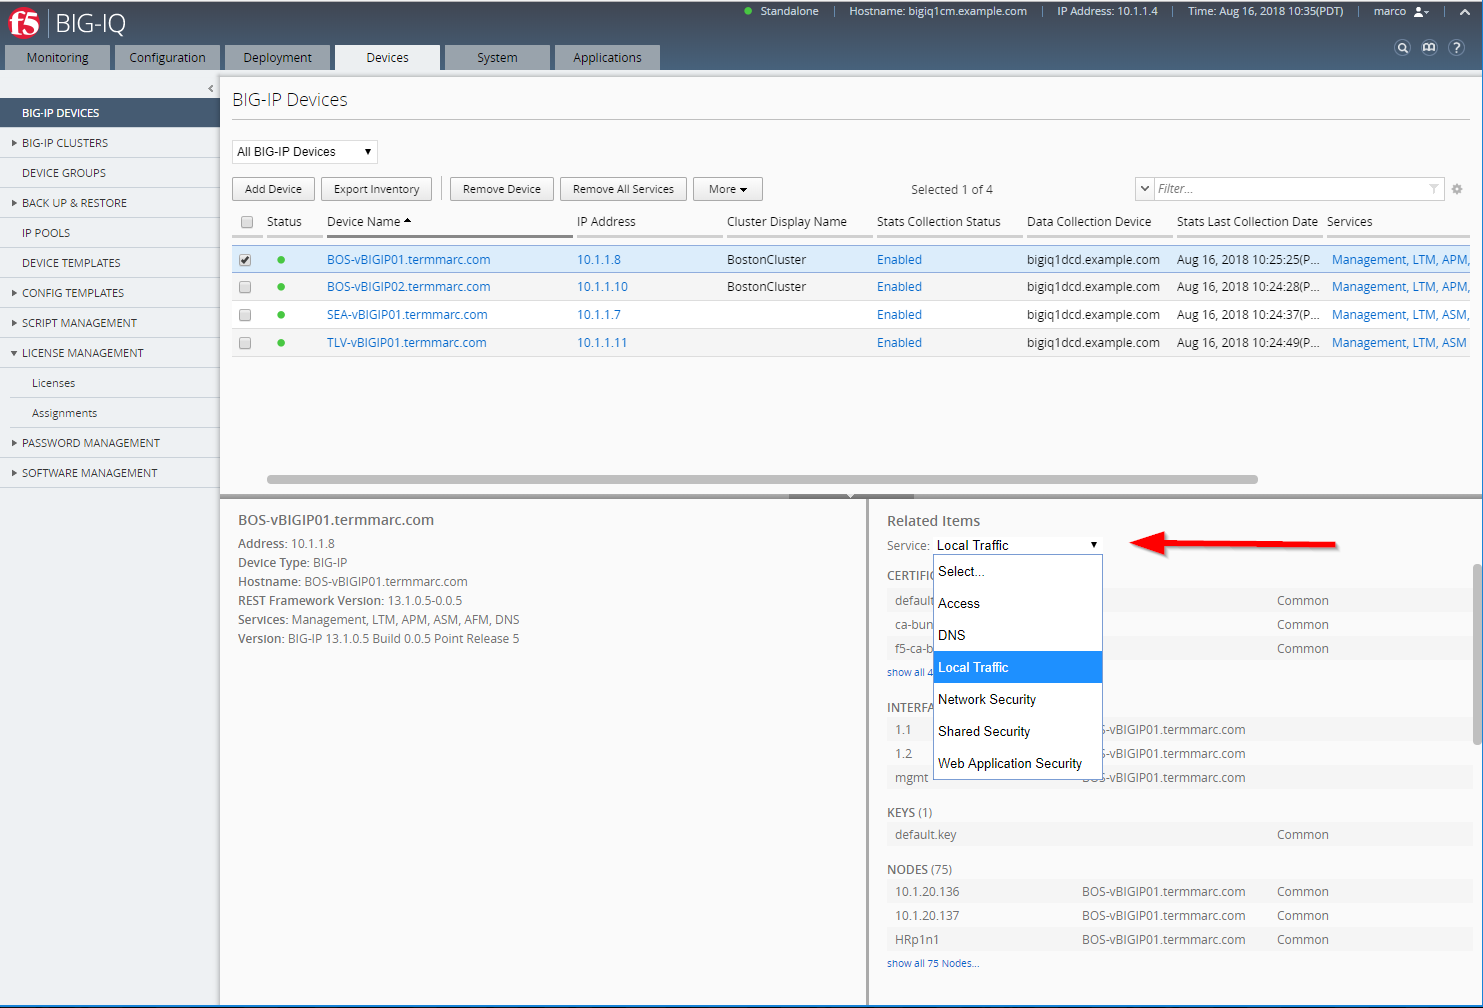 f5 BIG-IQ
Standalone Hostname: bigiq1cm.example.com IP Address: 10.1.1.4 Time: Aug 16, 2018 10:35(PDT) marco
Monitoring Configuration Deployment Devices System Applications
BIG-IP DEVICES
BIG-IP CLUSTERS
DEVICE GROUPS
BACK UP & RESTORE
IP POOLS
DEVICE TEMPLATES
CONFIG TEMPLATES
SCRIPT MANAGEMENT
LICENSE MANAGEMENT
Licenses
Assignments
PASSWORD MANAGEMENT
SOFTWARE MANAGEMENT
BIG-IP Devices
All BIG-IP Devices
Add Device Export Inventory Remove Device Remove All Services More Selected 1 of 4 Filter...
Status Device Name IP Address Cluster Display Name Stats Collection Status Data Collection Device Stats Last Collection Date Services
BOS-vBIGIP01.termmarc.com 10.1.1.8 BostonCluster Enabled bigiq1dcd.example.com Aug 16, 2018 10:25:25(P... Management, LTM, APM,
BOS-vBIGIP02.termmarc.com 10.1.1.10 BostonCluster Enabled bigiq1dcd.example.com Aug 16, 2018 10:24:28(P... Management, LTM, APM,
SEA-vBIGIP01.termmarc.com 10.1.1.7 Enabled bigiq1dcd.example.com Aug 16, 2018 10:24:37(P... Management, LTM, ASM,
TLV-vBIGIP01.termmarc.com 10.1.1.11 Enabled bigiq1dcd.example.com Aug 16, 2018 10:24:49(P... Management, LTM, ASM
BOS-vBIGIP01.termmarc.com
Address: 10.1.1.8
Device Type: BIG-IP
Hostname: BOS-vBIGIP01.termmarc.com
REST Framework Version: 13.1.0.5-0.0.5
Services: Management, LTM, APM, ASM, AFM, DNS
Version: BIG-IP 13.1.0.5 Build 0.0.5 Point Release 5
Related Items
Service: Local Traffic
Select...
Access
DNS
Local Traffic
Network Security
Shared Security
Web Application Security
CERTIFIC
default Common
ca-bun Common
f5-ca-b Common
show all 4
INTERFA
1.1 S-vBIGIP01.termmarc.com
1.2 S-vBIGIP01.termmarc.com
mgmt S-vBIGIP01.termmarc.com
KEYS (1)
default.key Common
NODES (75)
10.1.20.136 BOS-vBIGIP01.termmarc.com Common
10.1.20.137 BOS-vBIGIP01.termmarc.com Common
HRp1n1 BOS-vBIGIP01.termmarc.com Common
show all 75 Nodes...